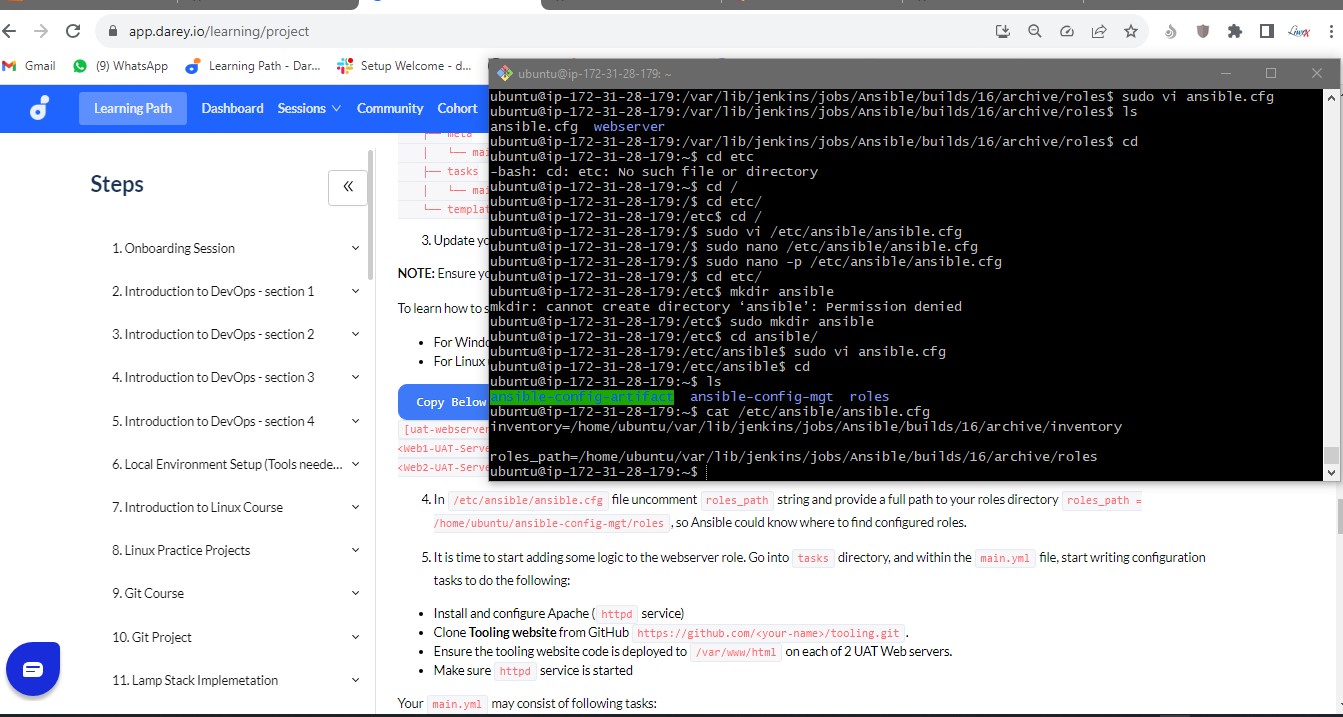 app.darey.io/learning/project
Gmail
(9) WhatsApp
Learning Path - Dar...
Setup Welcome - d...
Learning Path
Dashboard
Sessions
Community
Cohort
Steps
1. Onboarding Session
2. Introduction to DevOps - section 1
3. Introduction to DevOps - section 2
4. Introduction to DevOps - section 3
5. Introduction to DevOps - section 4
6. Local Environment Setup (Tools neede...
7. Introduction to Linux Course
8. Linux Practice Projects
9. Git Course
10. Git Project
11. Lamp Stack Implemetation
├── meta
│   └── mai
├── tasks
│   └── mai
└── templat
3. Update yo
NOTE: Ensure yo
To learn how to s
For Windo
For Linux
Copy Below
[uat-webserver
<Web1-UAT-Serve
<Web2-UAT-Serve
ubuntu@ip-172-31-28-179: ~
ubuntu@ip-172-31-28-179:/var/lib/jenkins/jobs/Ansible/builds/16/archive/roles$ sudo vi ansible.cfg
ubuntu@ip-172-31-28-179:/var/lib/jenkins/jobs/Ansible/builds/16/archive/roles$ ls
ansible.cfg  webserver
ubuntu@ip-172-31-28-179:/var/lib/jenkins/jobs/Ansible/builds/16/archive/roles$ cd
ubuntu@ip-172-31-28-179:~$ cd etc
-bash: cd: etc: No such file or directory
ubuntu@ip-172-31-28-179:~$ cd /
ubuntu@ip-172-31-28-179:/$ cd etc/
ubuntu@ip-172-31-28-179:/etc$ cd /
ubuntu@ip-172-31-28-179:/$ sudo vi /etc/ansible/ansible.cfg
ubuntu@ip-172-31-28-179:/$ sudo nano /etc/ansible/ansible.cfg
ubuntu@ip-172-31-28-179:/$ sudo nano -p /etc/ansible/ansible.cfg
ubuntu@ip-172-31-28-179:/$ cd etc/
ubuntu@ip-172-31-28-179:/etc$ mkdir ansible
mkdir: cannot create directory ‘ansible’: Permission denied
ubuntu@ip-172-31-28-179:/etc$ sudo mkdir ansible
ubuntu@ip-172-31-28-179:/etc$ cd ansible/
ubuntu@ip-172-31-28-179:/etc/ansible$ sudo vi ansible.cfg
ubuntu@ip-172-31-28-179:/etc/ansible$ cd
ubuntu@ip-172-31-28-179:~$ ls
ansible-config-artifact  ansible-config-mgt  roles
ubuntu@ip-172-31-28-179:~$ cat /etc/ansible/ansible.cfg
inventory=/home/ubuntu/var/lib/jenkins/jobs/Ansible/builds/16/archive/inventory
roles_path=/home/ubuntu/var/lib/jenkins/jobs/Ansible/builds/16/archive/roles
ubuntu@ip-172-31-28-179:~$
4. In /etc/ansible/ansible.cfg file uncomment roles_path string and provide a full path to your roles directory roles_path =
/home/ubuntu/ansible-config-mgt/roles , so Ansible could know where to find configured roles.
5. It is time to start adding some logic to the webserver role. Go into tasks directory, and within the main.yml file, start writing configuration
tasks to do the following:
Install and configure Apache ( httpd service)
Clone Tooling website from GitHub https://github.com/<your-name>/tooling.git .
Ensure the tooling website code is deployed to /var/www/html on each of 2 UAT Web servers.
Make sure httpd service is started
Your main.yml may consist of following tasks: